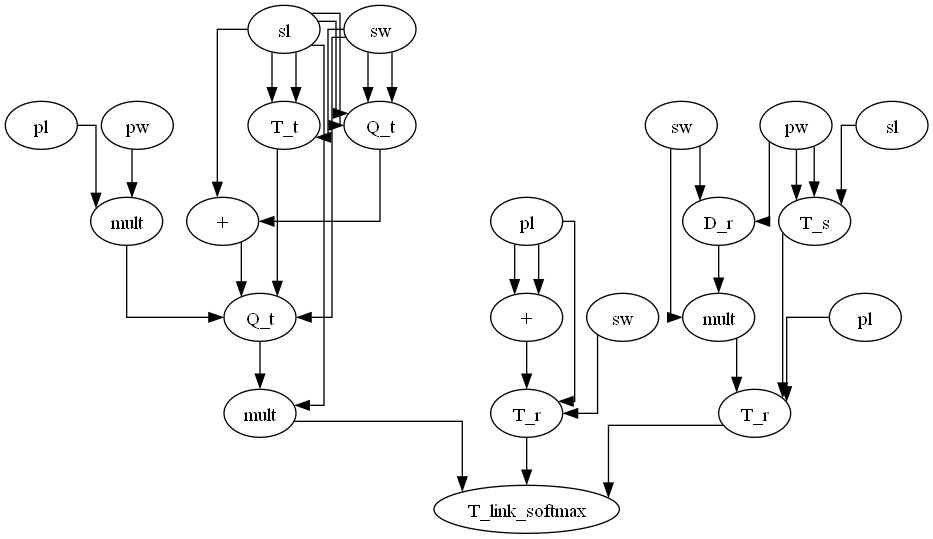 sl
sw
pl
pw
T_t
Q_t
sw
pw
sl
mult
+
pl
D_r
T_s
Q_t
+
sw
mult
pl
mult
T_r
T_r
T_link_softmax